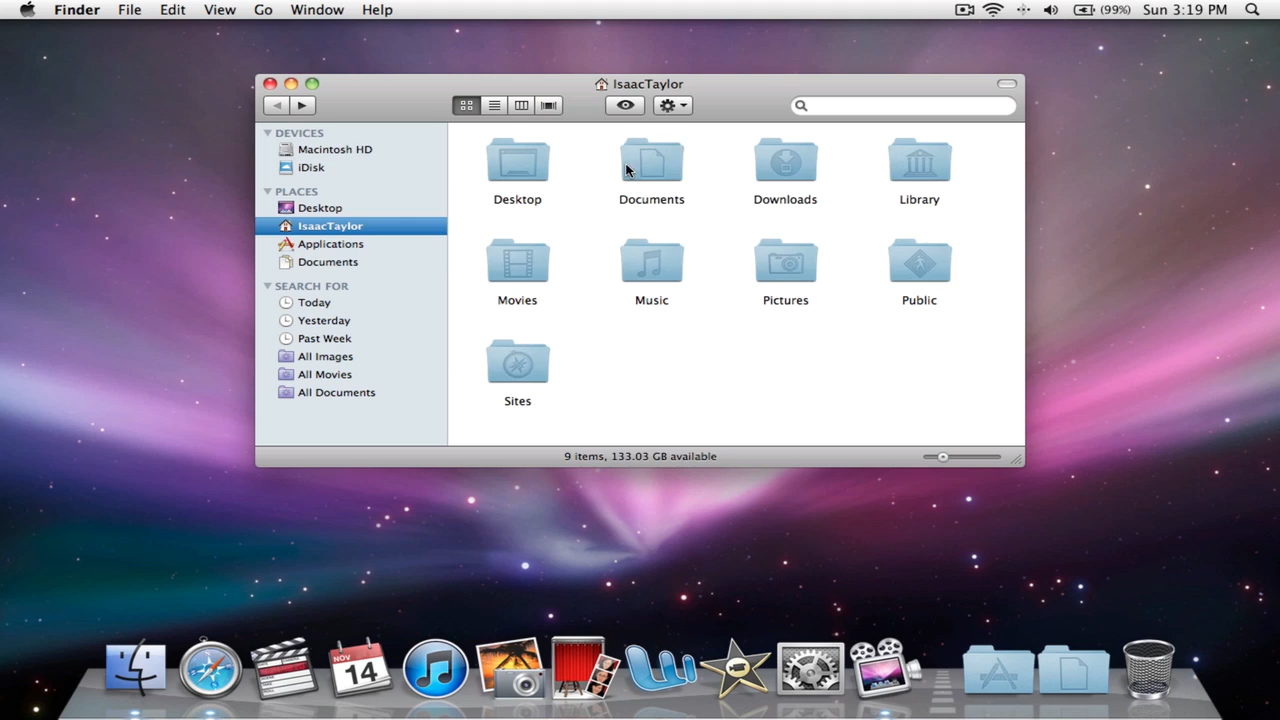 Finder File Edit View Go Window Help (99%) Sun 3:19 PM
IsaacTaylor
DEVICES
Macintosh HD
iDisk
PLACES
Desktop
IsaacTaylor
Applications
Documents
SEARCH FOR
Today
Yesterday
Past Week
All Images
All Movies
All Documents
Desktop Documents Downloads Library
Movies Music Pictures Public
Sites
9 items, 133.03 GB available
NOV
14